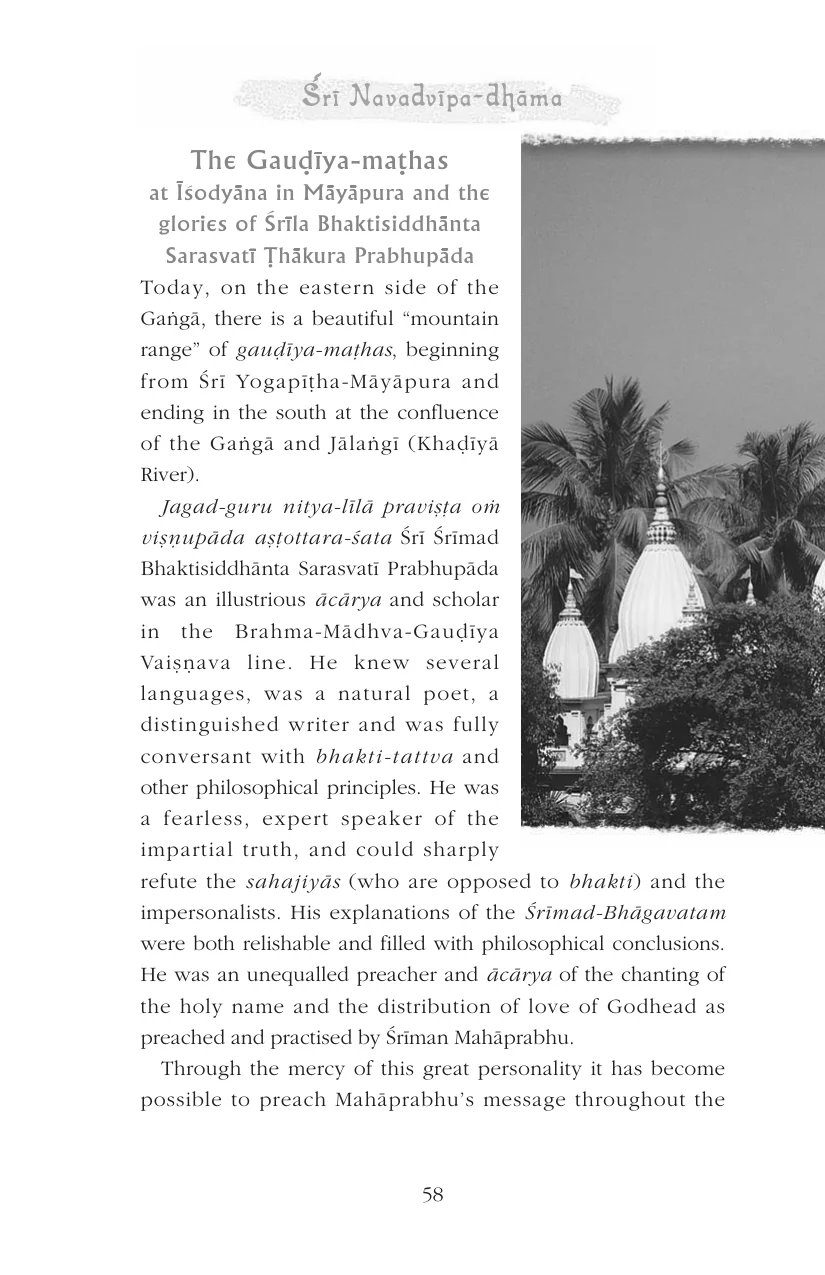 Śrī Navadvīpa-dhāma
The Gauḍīya-maṭhas
at Īśodyāna in Māyāpura and the
glories of Śrīla Bhaktisiddhānta
Sarasvatī Ṭhākura Prabhupāda
Today, on the eastern side of the
Gaṅgā, there is a beautiful “mountain
range” of gauḍīya-maṭhas, beginning
from Śrī Yogapīṭha-Māyāpura and
ending in the south at the confluence
of the Gaṅgā and Jālaṅgī (Khaḍīyā
River).
Jagad-guru nitya-līlā praviṣṭa oṁ
viṣṇupāda aṣṭottara-śata Śrī Śrīmad
Bhaktisiddhānta Sarasvatī Prabhupāda
was an illustrious ācārya and scholar
in the Brahma-Mādhva-Gauḍīya
Vaiṣṇava line. He knew several
languages, was a natural poet, a
distinguished writer and was fully
conversant with bhakti-tattva and
other philosophical principles. He was
a fearless, expert speaker of the
impartial truth, and could sharply
refute the sahajiyās (who are opposed to bhakti) and the
impersonalists. His explanations of the Śrīmad-Bhāgavatam
were both relishable and filled with philosophical conclusions.
He was an unequalled preacher and ācārya of the chanting of
the holy name and the distribution of love of Godhead as
preached and practised by Śrīman Mahāprabhu.
Through the mercy of this great personality it has become
possible to preach Mahāprabhu’s message throughout the
58